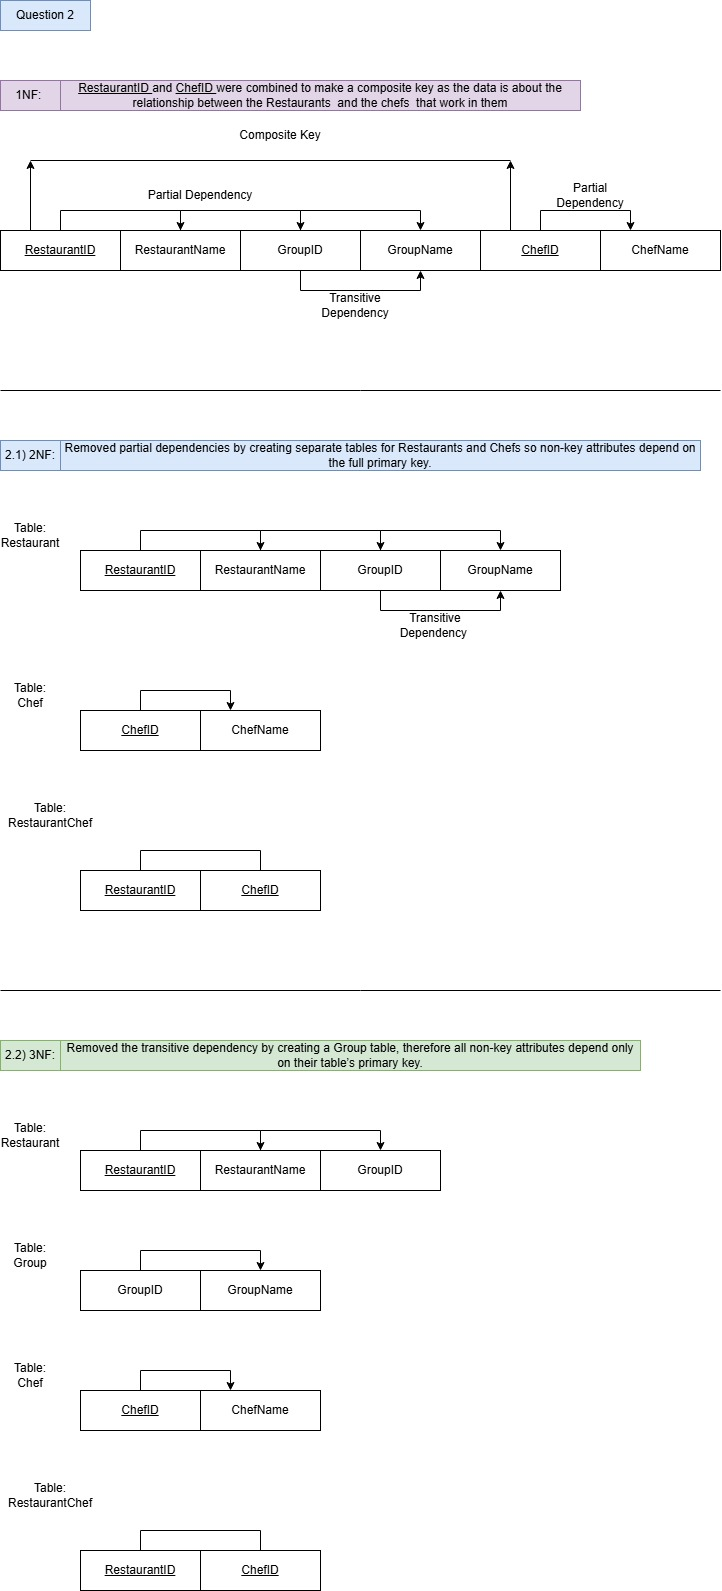 Question 2
1NF:
RestaurantID and ChefID were combined to make a composite key as the data is about the
relationship between the Restaurants and the chefs that work in them
Composite Key
Partial Dependency
Partial
Dependency
RestaurantID
RestaurantName
GroupID
GroupName
ChefID
ChefName
Transitive
Dependency
2.1) 2NF:
Removed partial dependencies by creating separate tables for Restaurants and Chefs so non-key attributes depend on
the full primary key.
Table:
Restaurant
RestaurantID
RestaurantName
GroupID
GroupName
Transitive
Dependency
Table:
Chef
ChefID
ChefName
Table:
RestaurantChef
RestaurantID
ChefID
2.2) 3NF:
Removed the transitive dependency by creating a Group table, therefore all non-key attributes depend only
on their table's primary key.
Table:
Restaurant
RestaurantID
RestaurantName
GroupID
Table:
Group
GroupID
GroupName
Table:
Chef
ChefID
ChefName
Table:
RestaurantChef
RestaurantID
ChefID